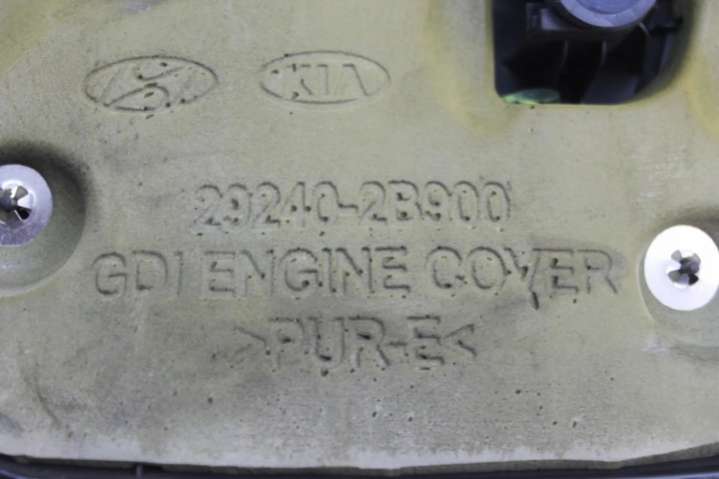 KIA
29240-2B900
GDI ENGINE COVER
>PUR-E<